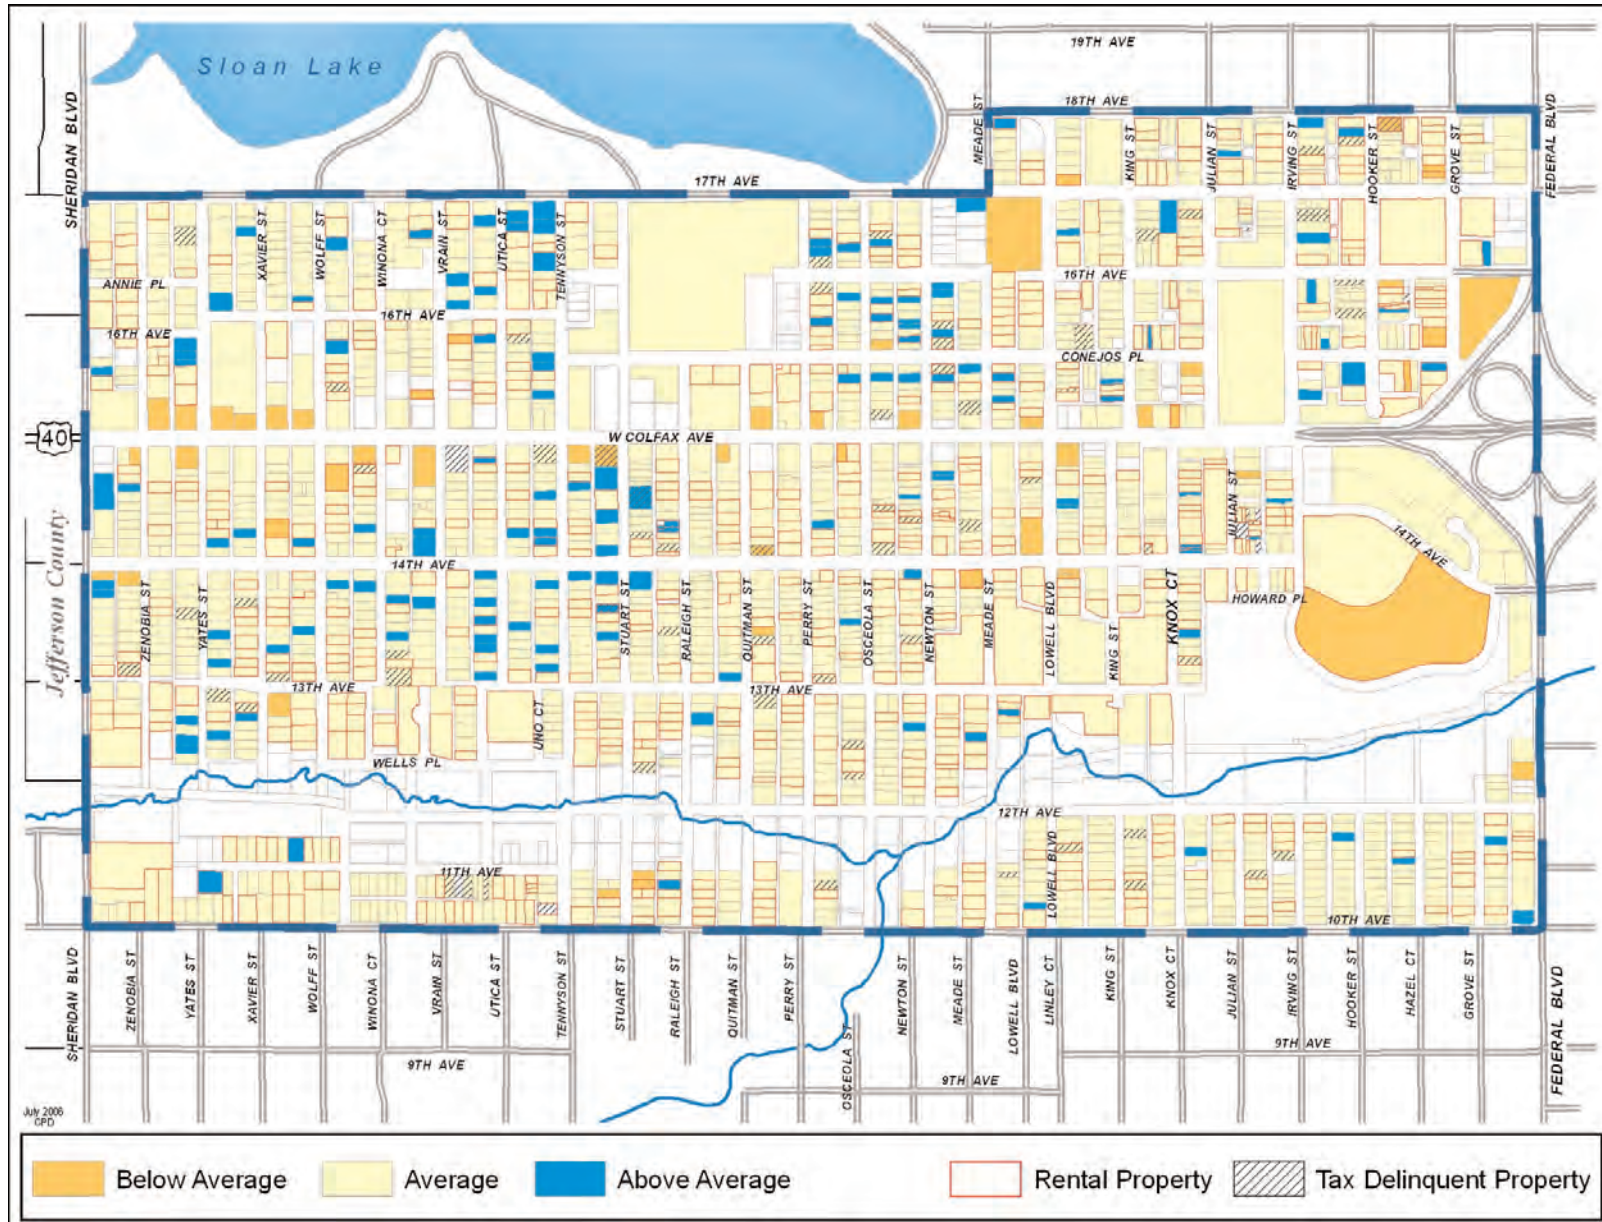 19TH AVE
Sloan Lake
18TH AVE
SHERIDAN BLVD
MEADE ST
KING ST
JULIAN ST
IRVING ST
HOOKER ST
GROVE ST
FEDERAL BLVD
17TH AVE
XAVIER ST
WOLFF ST
WINONA CT
VRAIN ST
UTICA ST
TENNYSON ST
ANNIE PL
16TH AVE
16TH AVE
16TH AVE
CONEJOS PL
40
W COLFAX AVE
Jefferson County
JULIAN ST
14TH AVE
14TH AVE
ZENOBIA ST
YATES ST
STUART ST
RALEIGH ST
QUITMAN ST
PERRY ST
OSCEOLA ST
NEWTON ST
MEADE ST
LOWELL BLVD
KING ST
KNOX CT
HOWARD PL
13TH AVE
13TH AVE
UNO CT
WELLS PL
12TH AVE
LOWELL BLVD
11TH AVE
10TH AVE
SHERIDAN BLVD
ZENOBIA ST
YATES ST
XAVIER ST
WOLFF ST
WINONA CT
VRAIN ST
UTICA ST
TENNYSON ST
STUART ST
RALEIGH ST
QUITMAN ST
PERRY ST
OSCEOLA ST
NEWTON ST
MEADE ST
LOWELL BLVD
LINLEY CT
KING ST
KNOX CT
JULIAN ST
IRVING ST
HOOKER ST
HAZEL CT
GROVE ST
FEDERAL BLVD
9TH AVE
9TH AVE
9TH AVE
July 2006
CPD
Below Average
Average
Above Average
Rental Property
Tax Delinquent Property